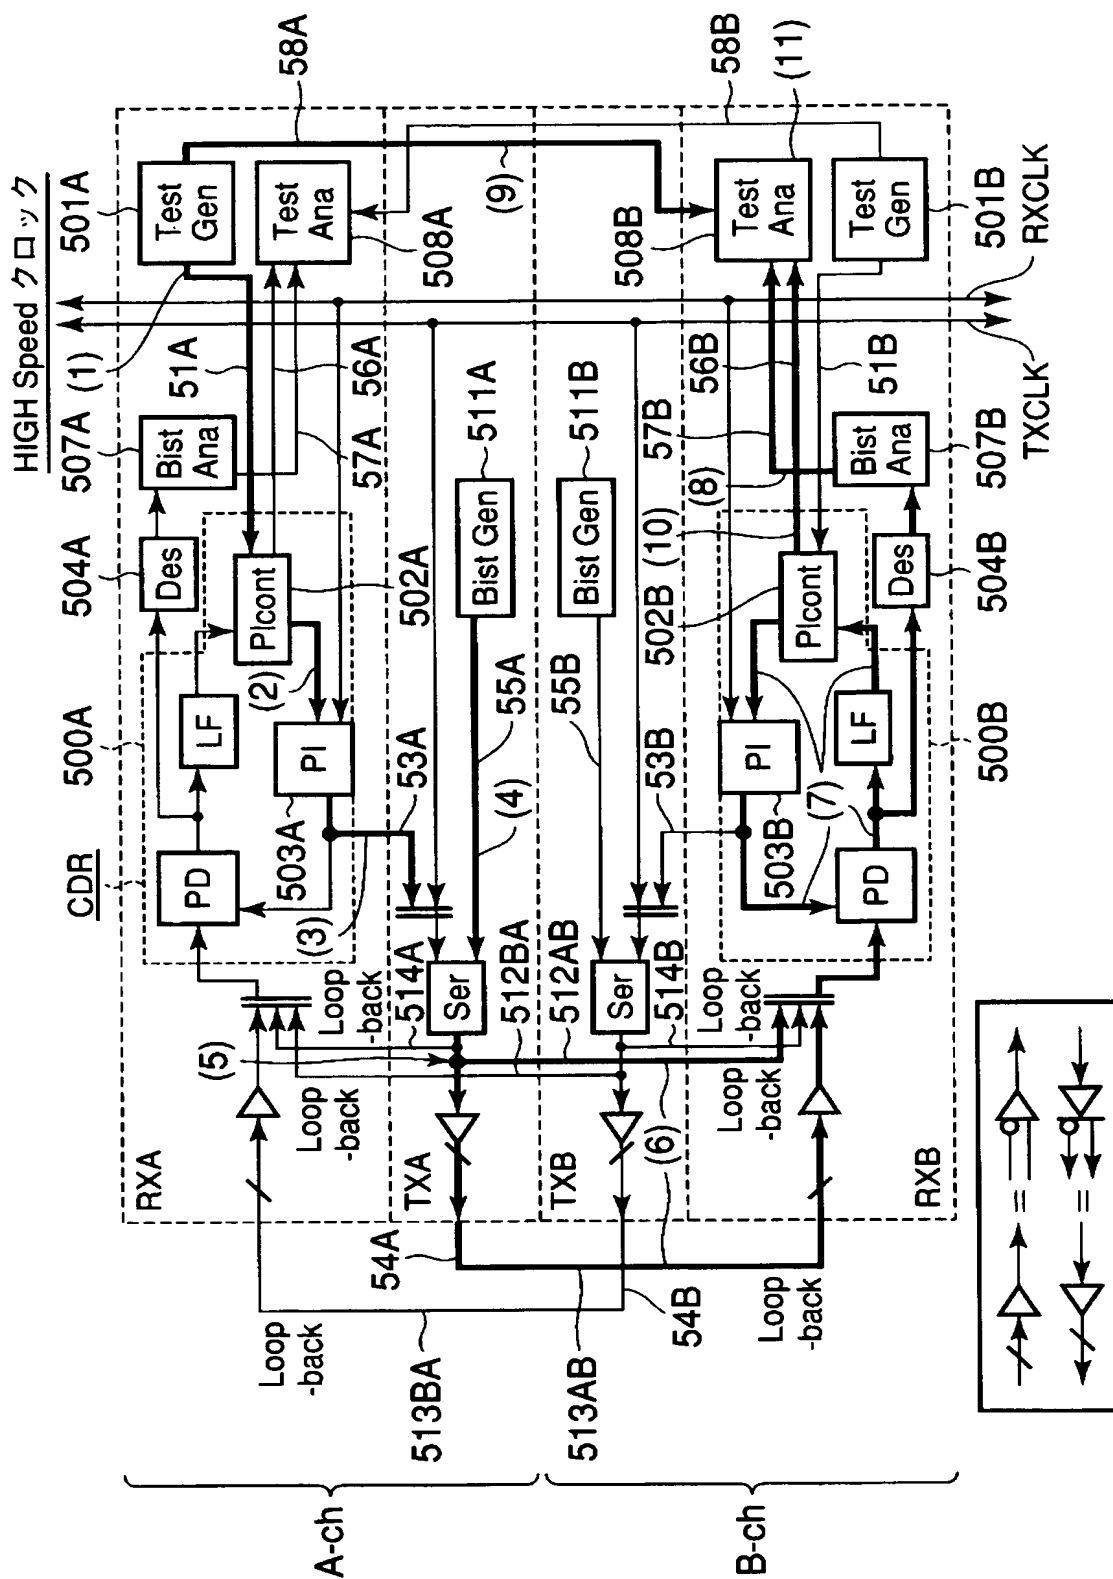 HIGH Speed クロック
CDR
500A
504A
507A
501A
58A
(1)
PD
LF
Des
Bist
Ana
Test
Gen
PI
PIcont
Test
Ana
51A
56A
57A
508A
(2)
503A
502A
RXA
Loop
-back
Loop
-back
(3)
53A
(9)
(5)
514A
512BA
TXA
Ser
Bist Gen
511A
55A
(4)
54A
TXB
Ser
Bist Gen
511B
55B
512AB
514B
53B
57B
56B
(8)
(10)
502B
508B
58B
(11)
(6)
Loop
-back
Loop
-back
Loop
-back
RXB
PI
PIcont
Test
Ana
503B
(7)
PD
LF
Des
Bist
Ana
Test
Gen
51B
500B
504B
507B
501B
TXCLK
RXCLK
513BA
513AB
54B
A-ch
B-ch
=
=